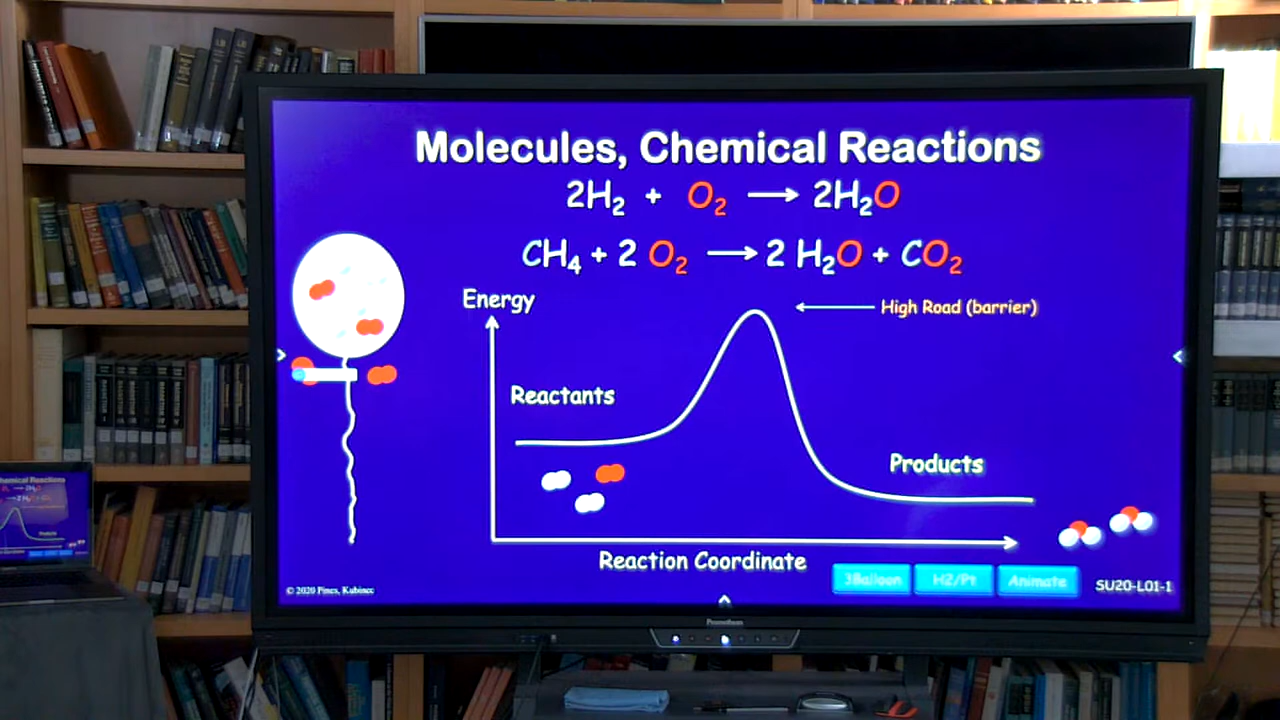 Molecules, Chemical Reactions
2H₂ + O₂ ⟶ 2H₂O
CH₄ + 2 O₂ ⟶ 2 H₂O + CO₂
Energy
High Road (barrier)
Reactants
Products
Reaction Coordinate
3Balloon
H2/Pt
Animate
SU20-L01-1
© 2020 Pines, Kubinec
Promethean